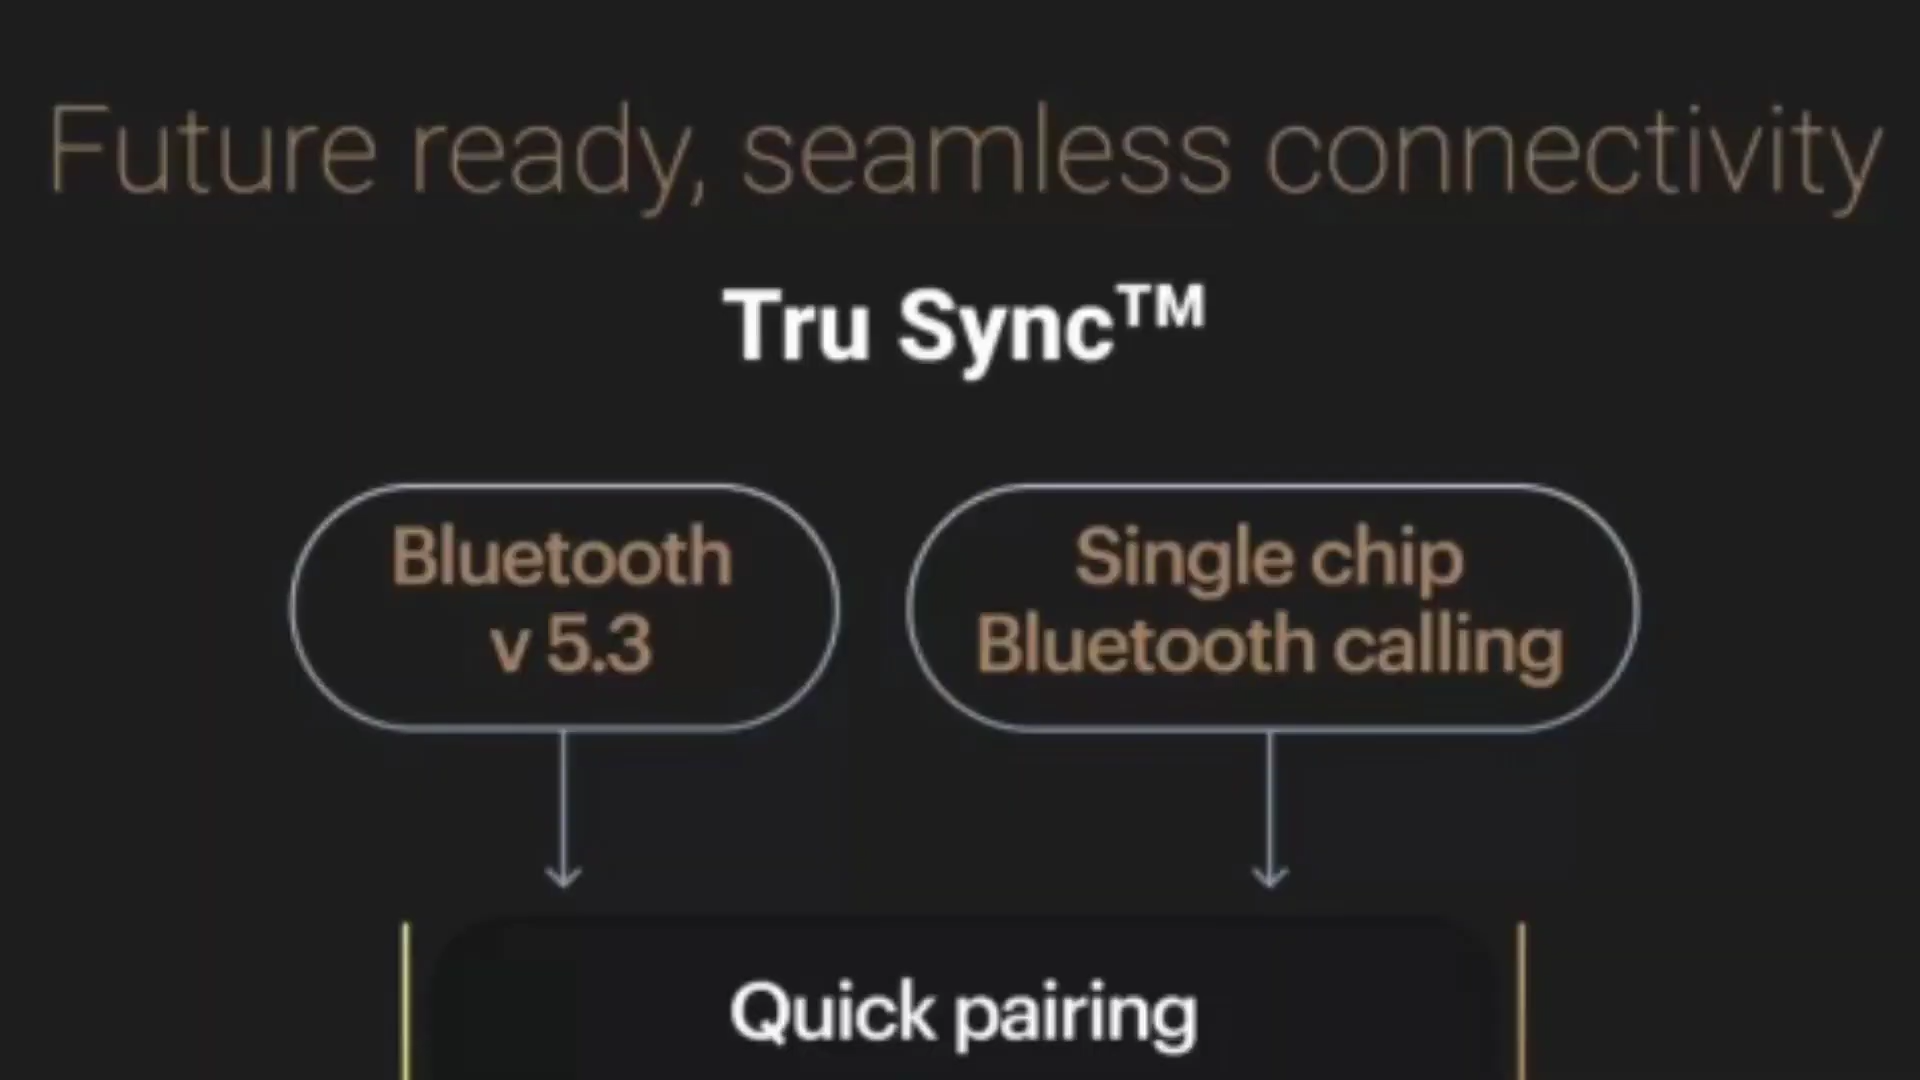 Future ready, seamless connectivity
Tru Sync™
Bluetooth
v 5.3
Single chip
Bluetooth calling
Quick pairing